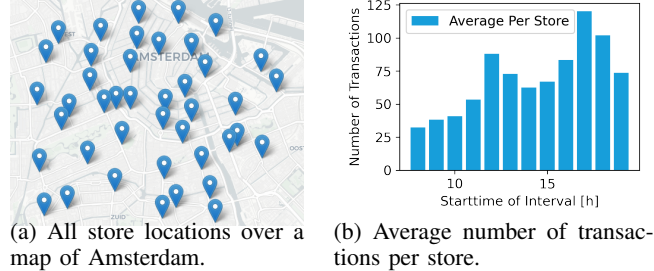 AMSTERDAM
OOST
ZUID
(a) All store locations over a
map of Amsterdam.
125
100
75
50
25
0
Number of Transactions
Average Per Store
10
15
Starttime of Interval [h]
(b) Average number of transac-
tions per store.